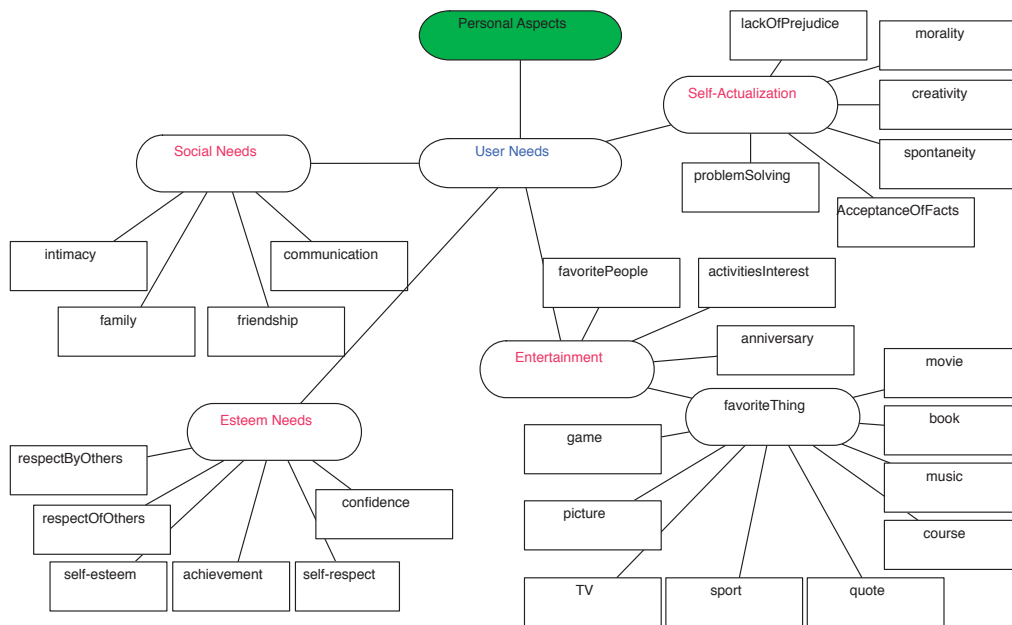 Personal Aspects
lackOfPrejudice
morality
Self-Actualization
creativity
Social Needs
User Needs
spontaneity
problemSolving
AcceptanceOfFacts
intimacy
communication
favoritePeople
activitiesInterest
family
friendship
anniversary
Entertainment
movie
favoriteThing
Esteem Needs
book
game
respectByOthers
music
confidence
picture
respectOfOthers
course
self-esteem
achievement
self-respect
TV
sport
quote